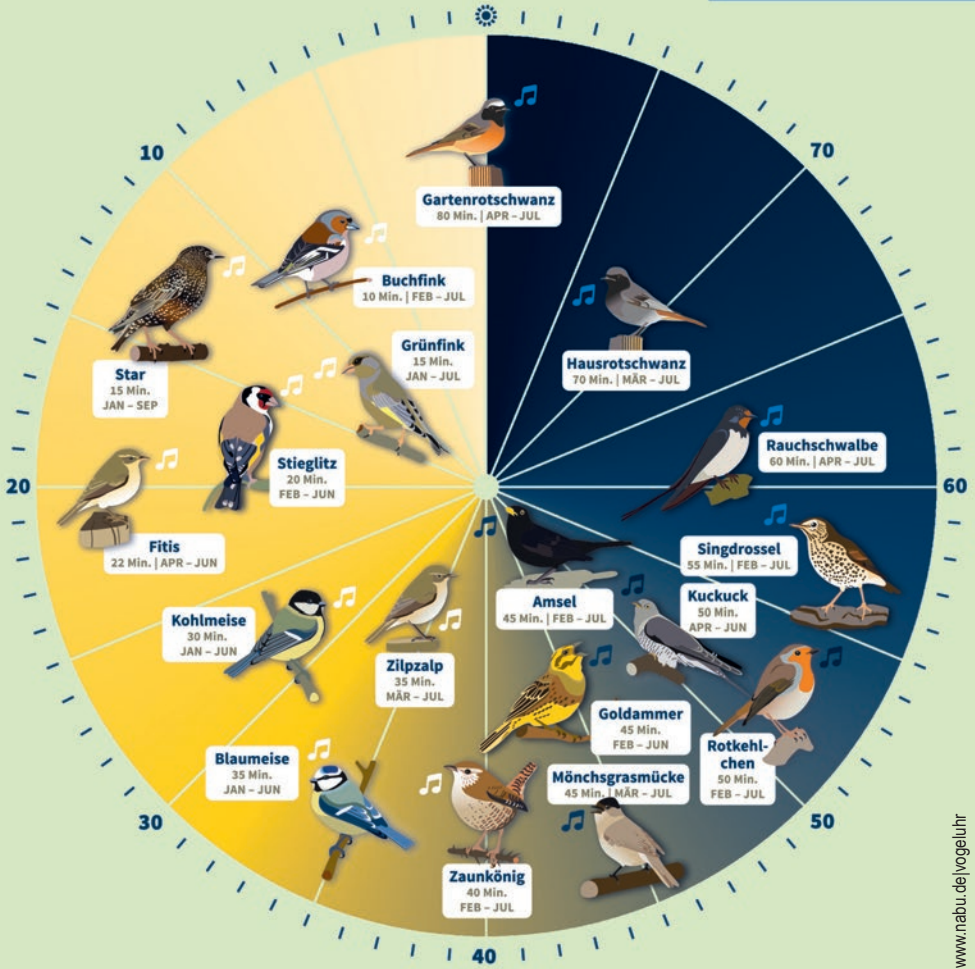 10
70
Gartenrotschwanz
80 Min. | APR – JUL
Buchfink
10 Min. | FEB – JUL
Hausrotschwanz
70 Min. | MÄR – JUL
Grünfink
15 Min.
JAN – JUL
Star
15 Min.
JAN – SEP
Rauchschwalbe
60 Min. | APR – JUL
Stieglitz
20 Min.
FEB – JUN
20
60
Fitis
22 Min. | APR – JUN
Singdrossel
55 Min. | FEB – JUL
Kuckuck
50 Min.
APR – JUN
Amsel
45 Min. | FEB – JUL
Kohlmeise
30 Min.
JAN – JUN
Zilpzalp
35 Min.
MÄR – JUL
Goldammer
45 Min.
FEB – JUN
Rotkehl-
chen
50 Min.
FEB – JUL
Blaumeise
35 Min.
JAN – JUN
Mönchsgrasmücke
45 Min. | MÄR – JUL
30
50
Zaunkönig
40 Min.
FEB – JUL
40
www.nabu.de|vogeluhr